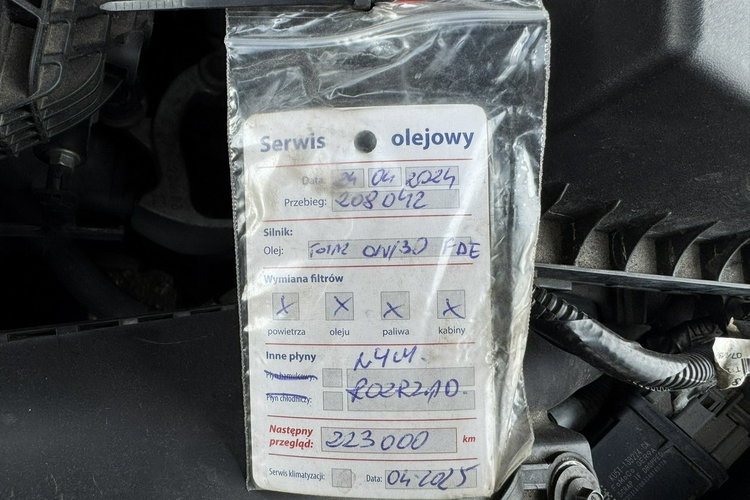 Serwis olejowy
Data: 24 04 2024
Przebieg: 208042
Silnik:
Olej: TOTAL 0W/30 FDE
Wymiana filtrów
X X X X
powietrza oleju paliwa kabiny
Inne płyny WYM.
Płyn hamulcowy:
Płyn chłodniczy: ROZRZĄD.
Następny
przegląd: 223000 km
Serwis klimatyzacji: Data: 04-2025